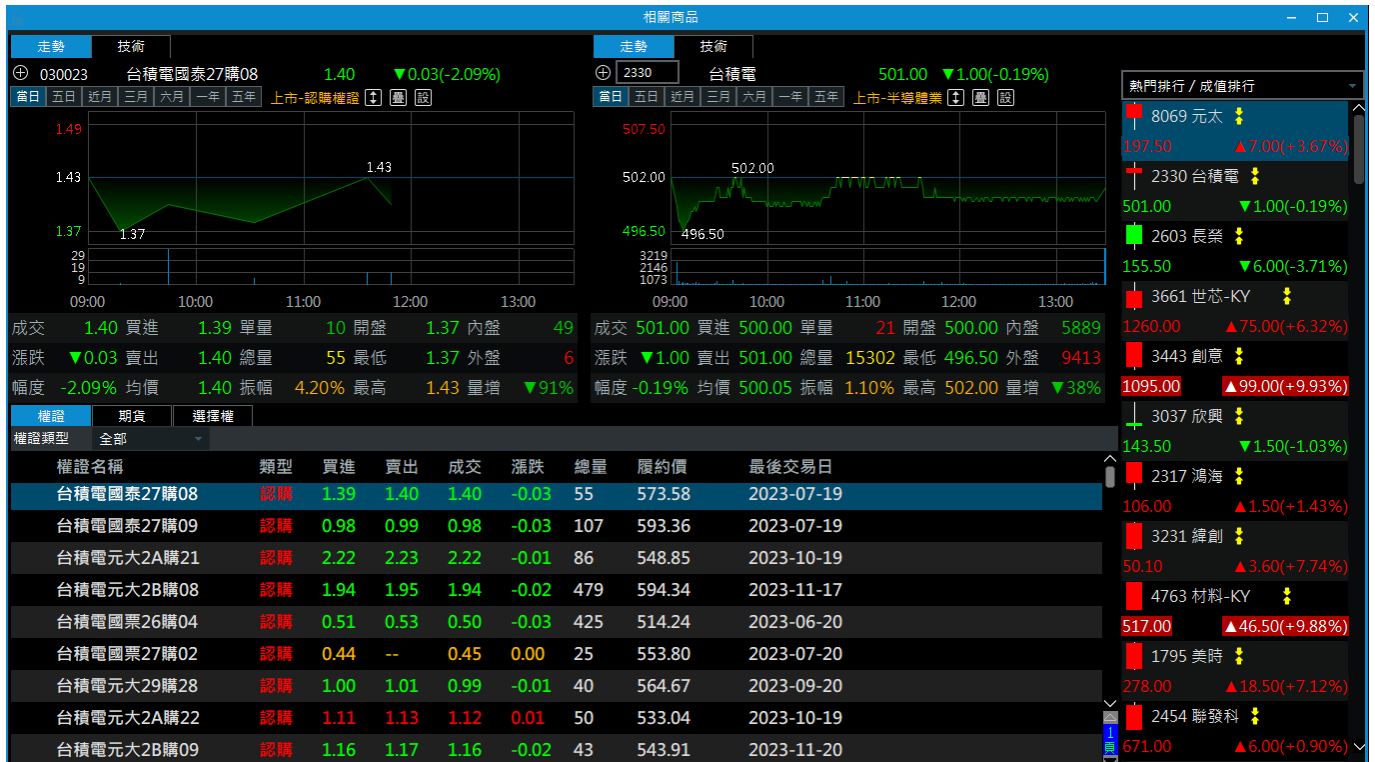 相關商品
走勢 技術
030023 台積電國泰27購08 1.40 ▼0.03(-2.09%)
當日 五日 近月 三月 六月 一年 五年 上市-認購權證 疊 設
1.49
1.43
1.43
1.37
1.37
29
19
9
09:00 10:00 11:00 12:00 13:00
成交 1.40 買進 1.39 單量 10 開盤 1.37 內盤 49
漲跌 ▼0.03 賣出 1.40 總量 55 最低 1.37 外盤 6
幅度 -2.09% 均價 1.40 振幅 4.20% 最高 1.43 量增 ▼91%
走勢 技術
2330 台積電 501.00 ▼1.00(-0.19%)
當日 五日 近月 三月 六月 一年 五年 上市-半導體業 疊 設
507.50
502.00
502.00
496.50
496.50
3219
2146
1073
09:00 10:00 11:00 12:00 13:00
成交 501.00 買進 500.00 單量 21 開盤 500.00 內盤 5889
漲跌 ▼1.00 賣出 501.00 總量 15302 最低 496.50 外盤 9413
幅度 -0.19% 均價 500.05 振幅 1.10% 最高 502.00 量增 ▼38%
權證 期貨 選擇權
權證類型 全部
權證名稱 類型 買進 賣出 成交 漲跌 總量 履約價 最後交易日
台積電國泰27購08 認購 1.39 1.40 1.40 -0.03 55 573.58 2023-07-19
台積電國泰27購09 認購 0.98 0.99 0.98 -0.03 107 593.36 2023-07-19
台積電元大2A購21 認購 2.22 2.23 2.22 -0.01 86 548.85 2023-10-19
台積電元大2B購08 認購 1.94 1.95 1.94 -0.02 479 594.34 2023-11-17
台積電國票26購04 認購 0.51 0.53 0.50 -0.03 425 514.24 2023-06-20
台積電國票27購02 認購 0.44 -- 0.45 0.00 25 553.80 2023-07-20
台積電元大29購28 認購 1.00 1.01 0.99 -0.01 40 564.67 2023-09-20
台積電元大2A購22 認購 1.11 1.13 1.12 0.01 50 533.04 2023-10-19
台積電元大2B購09 認購 1.16 1.17 1.16 -0.02 43 543.91 2023-11-20
1
頁
熱門排行 / 成值排行
8069 元太
197.50 ▲7.00(+3.67%)
2330 台積電
501.00 ▼1.00(-0.19%)
2603 長榮
155.50 ▼6.00(-3.71%)
3661 世芯-KY
1260.00 ▲75.00(+6.32%)
3443 創意
1095.00 ▲99.00(+9.93%)
3037 欣興
143.50 ▼1.50(-1.03%)
2317 鴻海
106.00 ▲1.50(+1.43%)
3231 緯創
50.10 ▲3.60(+7.74%)
4763 材料-KY
517.00 ▲46.50(+9.88%)
1795 美時
278.00 ▲18.50(+7.12%)
2454 聯發科
671.00 ▲6.00(+0.90%)